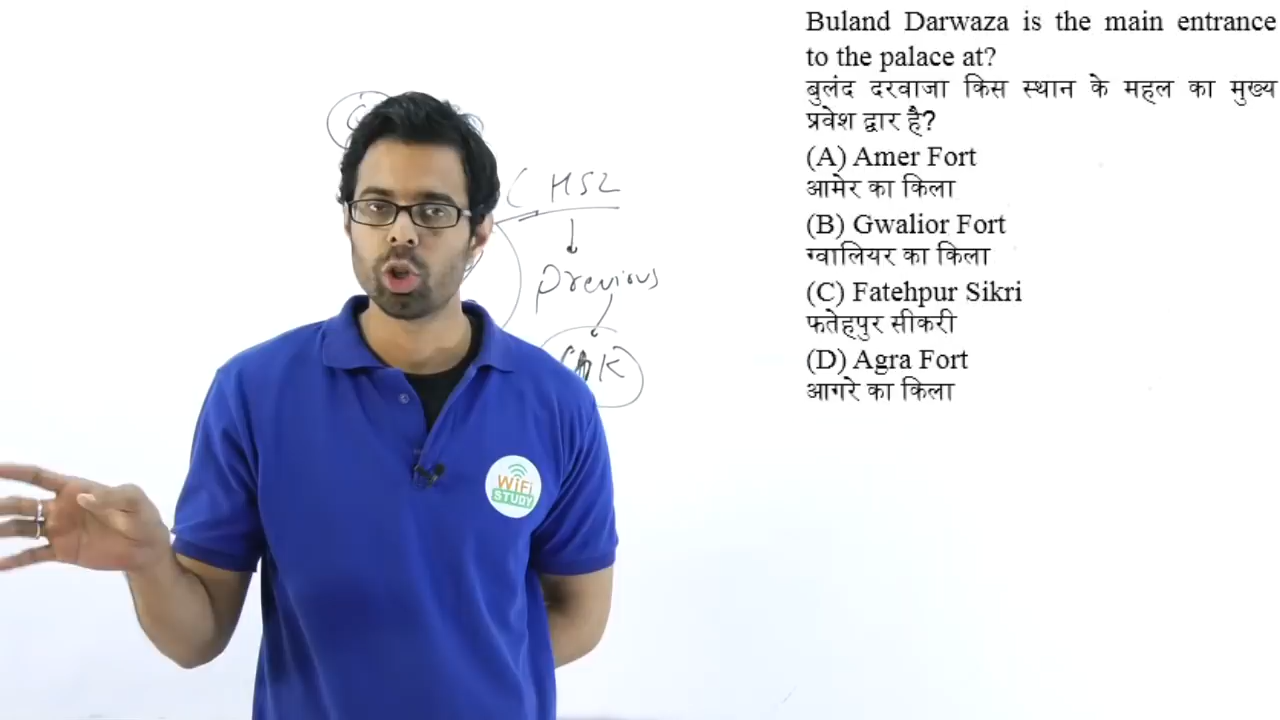 Buland Darwaza is the main entrance
to the palace at?
बुलंद दरवाजा किस स्थान के महल का मुख्य
प्रवेश द्वार है?
(A) Amer Fort
आमेर का किला
(B) Gwalior Fort
ग्वालियर का किला
(C) Fatehpur Sikri
फतेहपुर सीकरी
(D) Agra Fort
आगरे का किला
CHSL
Previous
WiFi
STUDY